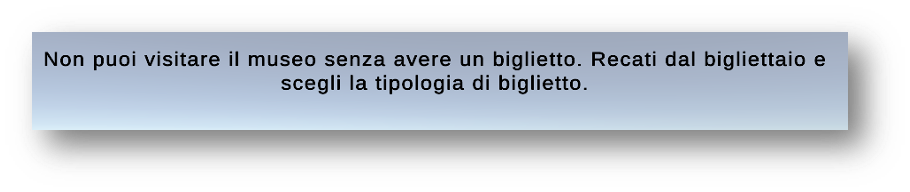 Non puoi visitare il museo senza avere un biglietto. Recati dal bigliettaio e
scegli la tipologia di biglietto.